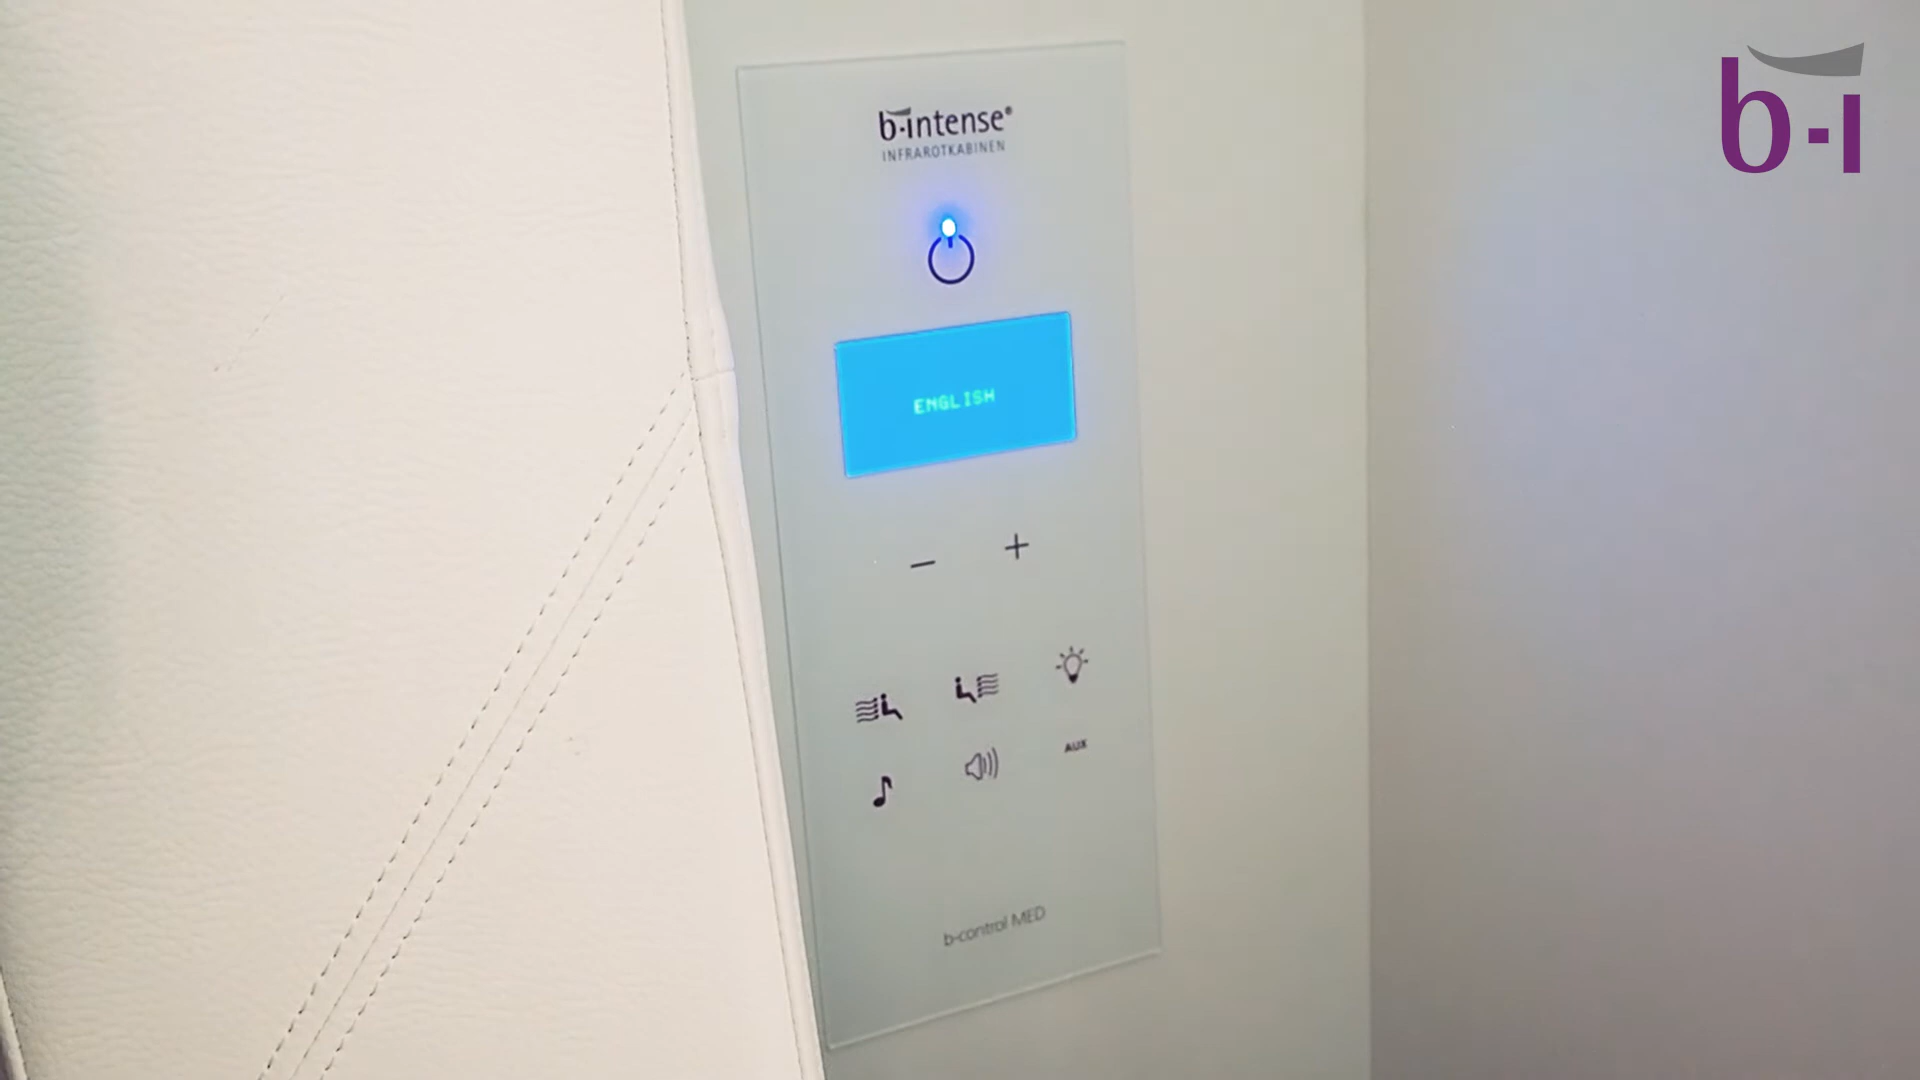 b-intense®
INFRAROTKABINEN
ENGLISH
− +
AUX
b-control MED
b-i